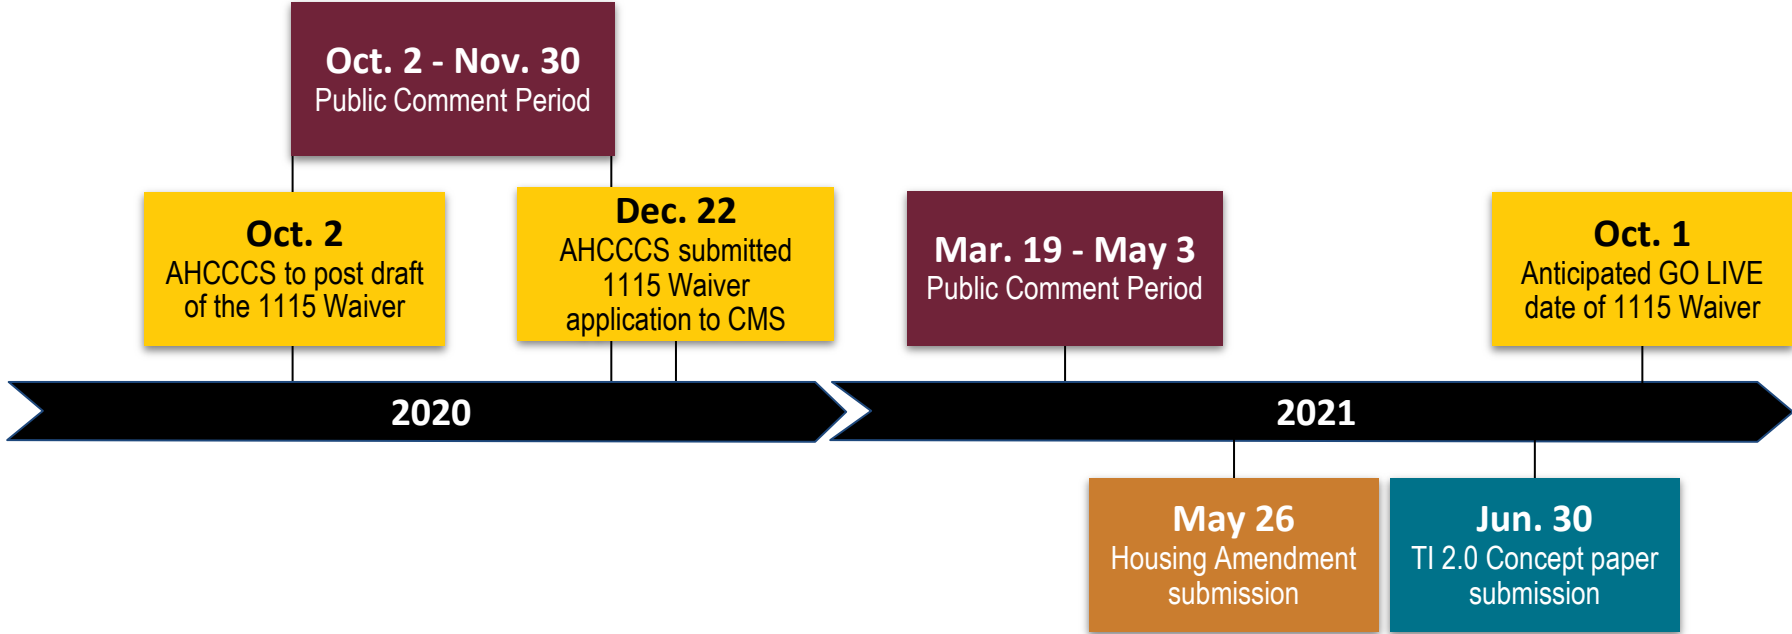 Oct. 2 - Nov. 30
Public Comment Period
Oct. 2
AHCCCS to post draft
of the 1115 Waiver
Dec. 22
AHCCCS submitted
1115 Waiver
application to CMS
Mar. 19 - May 3
Public Comment Period
Oct. 1
Anticipated GO LIVE
date of 1115 Waiver
2020
2021
May 26
Housing Amendment
submission
Jun. 30
TI 2.0 Concept paper
submission